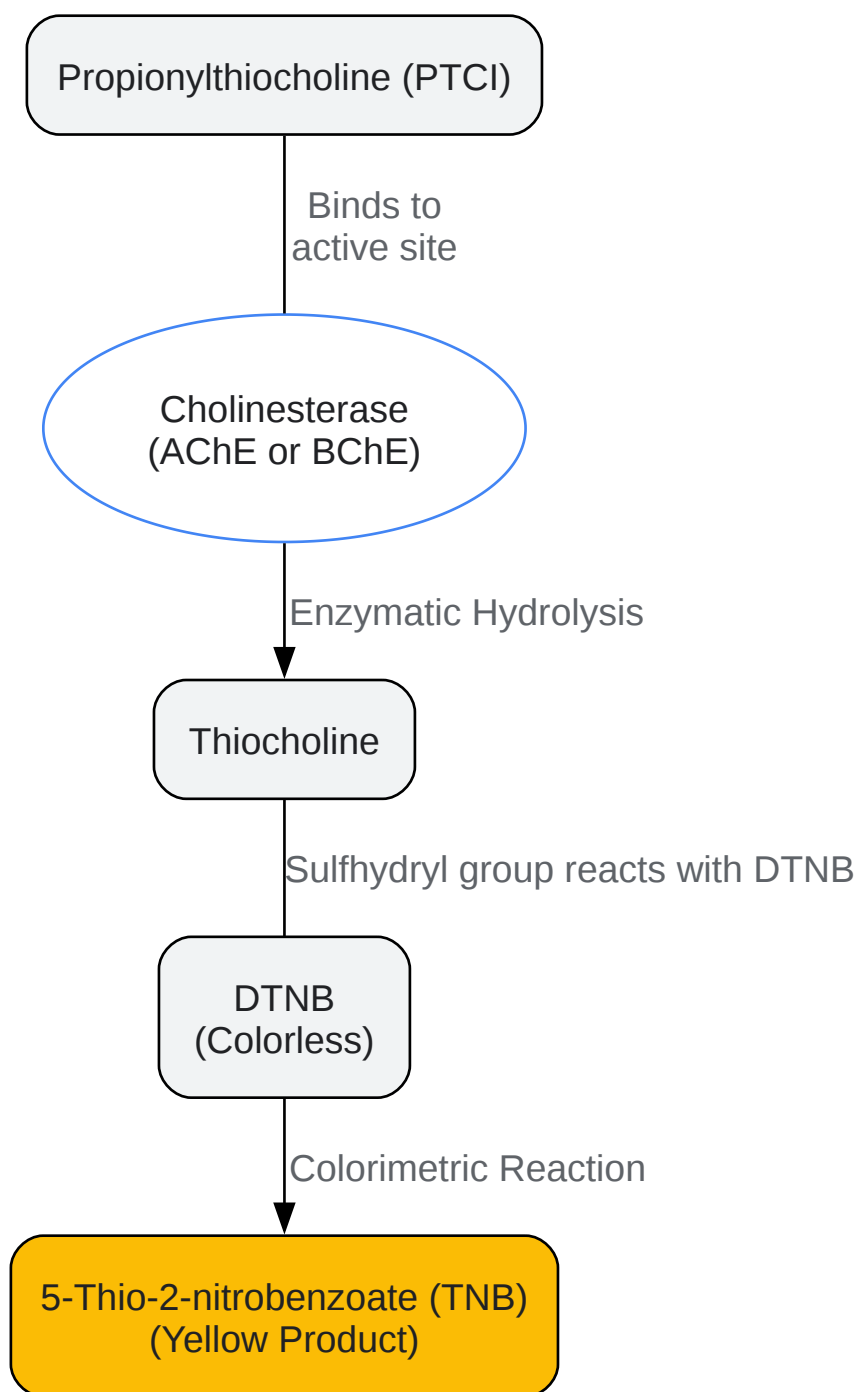 Propionylthiocholine (PTCI)
Binds to
active site
Cholinesterase
(AChE or BChE)
Enzymatic Hydrolysis
Thiocholine
Sulfhydryl group reacts with DTNB
DTNB
(Colorless)
Colorimetric Reaction
5-Thio-2-nitrobenzoate (TNB)
(Yellow Product)